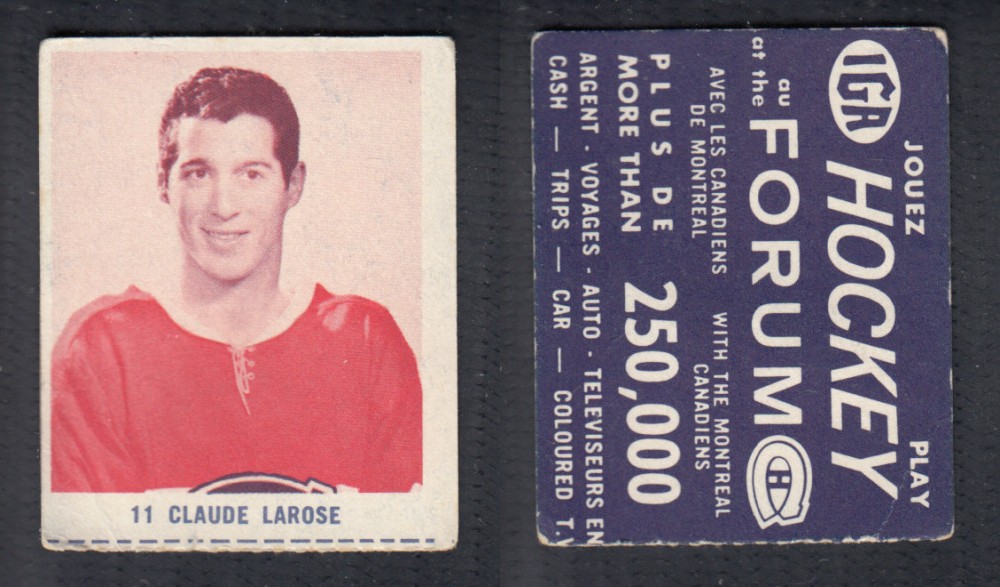 11 CLAUDE LAROSE
JOUEZ PLAY
IGA HOCKEY
au
at the FORUM
AVEC LES CANADIENS WITH THE MONTREAL
DE MONTREAL CANADIENS
PLUS DE
MORE THAN 250,000
ARGENT - VOYAGES - AUTO - TELEVISEURS EN
CASH — TRIPS — CAR — COLOURED T.V